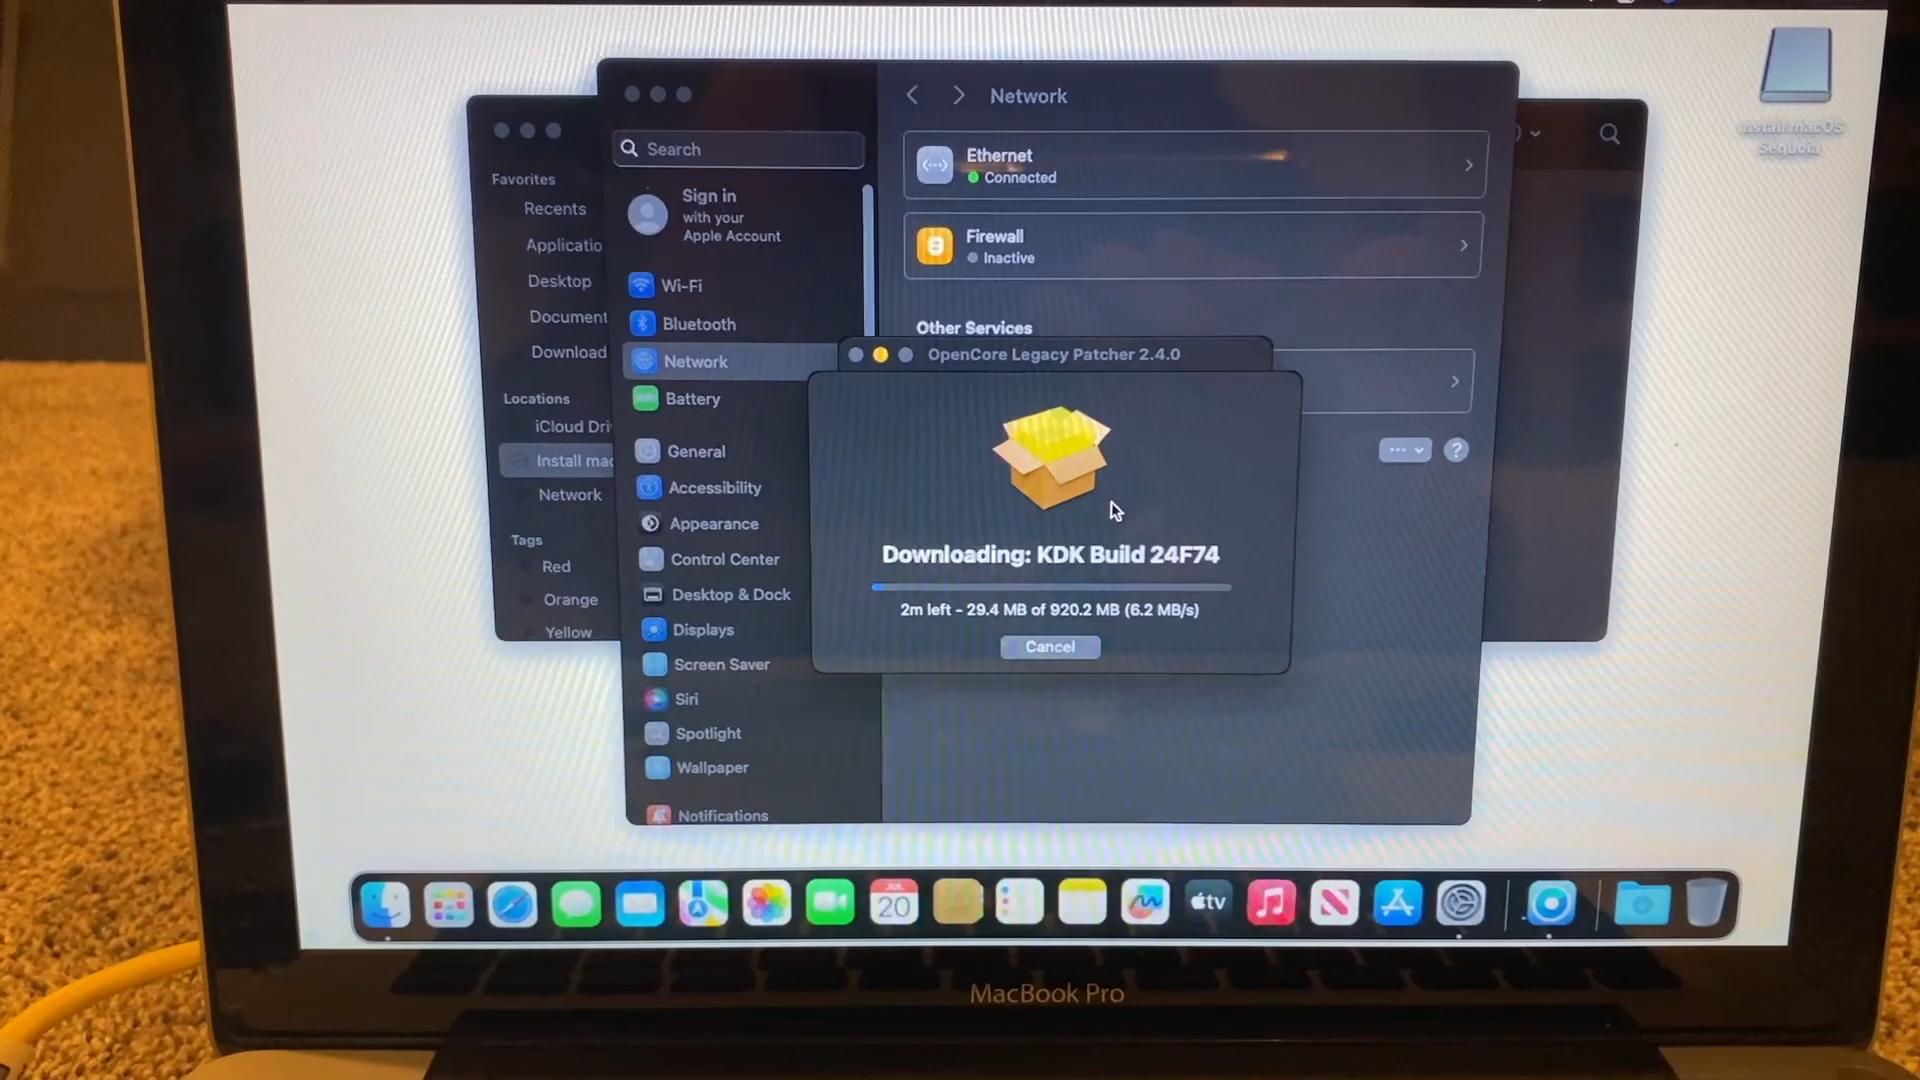 Install macOS
Sequoia
Favorites
Recents
Applicatio
Desktop
Document
Download
Locations
iCloud Dri
Install mac
Network
Tags
Red
Orange
Yellow
Search
Sign in
with your
Apple Account
Wi-Fi
Bluetooth
Network
Battery
General
Accessibility
Appearance
Control Center
Desktop & Dock
Displays
Screen Saver
Siri
Spotlight
Wallpaper
Notifications
Network
Ethernet
Connected
Firewall
Inactive
Other Services
?
OpenCore Legacy Patcher 2.4.0
Downloading: KDK Build 24F74
2m left - 29.4 MB of 920.2 MB (6.2 MB/s)
Cancel
JUL
20
tv
MacBook Pro